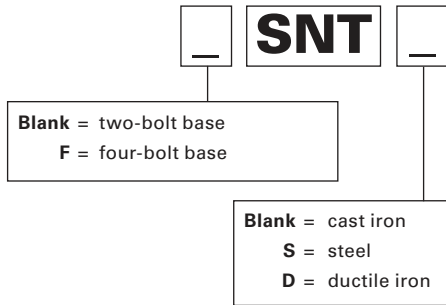 _ SNT _
Blank = two-bolt base
F = four-bolt base
Blank = cast iron
S = steel
D = ductile iron